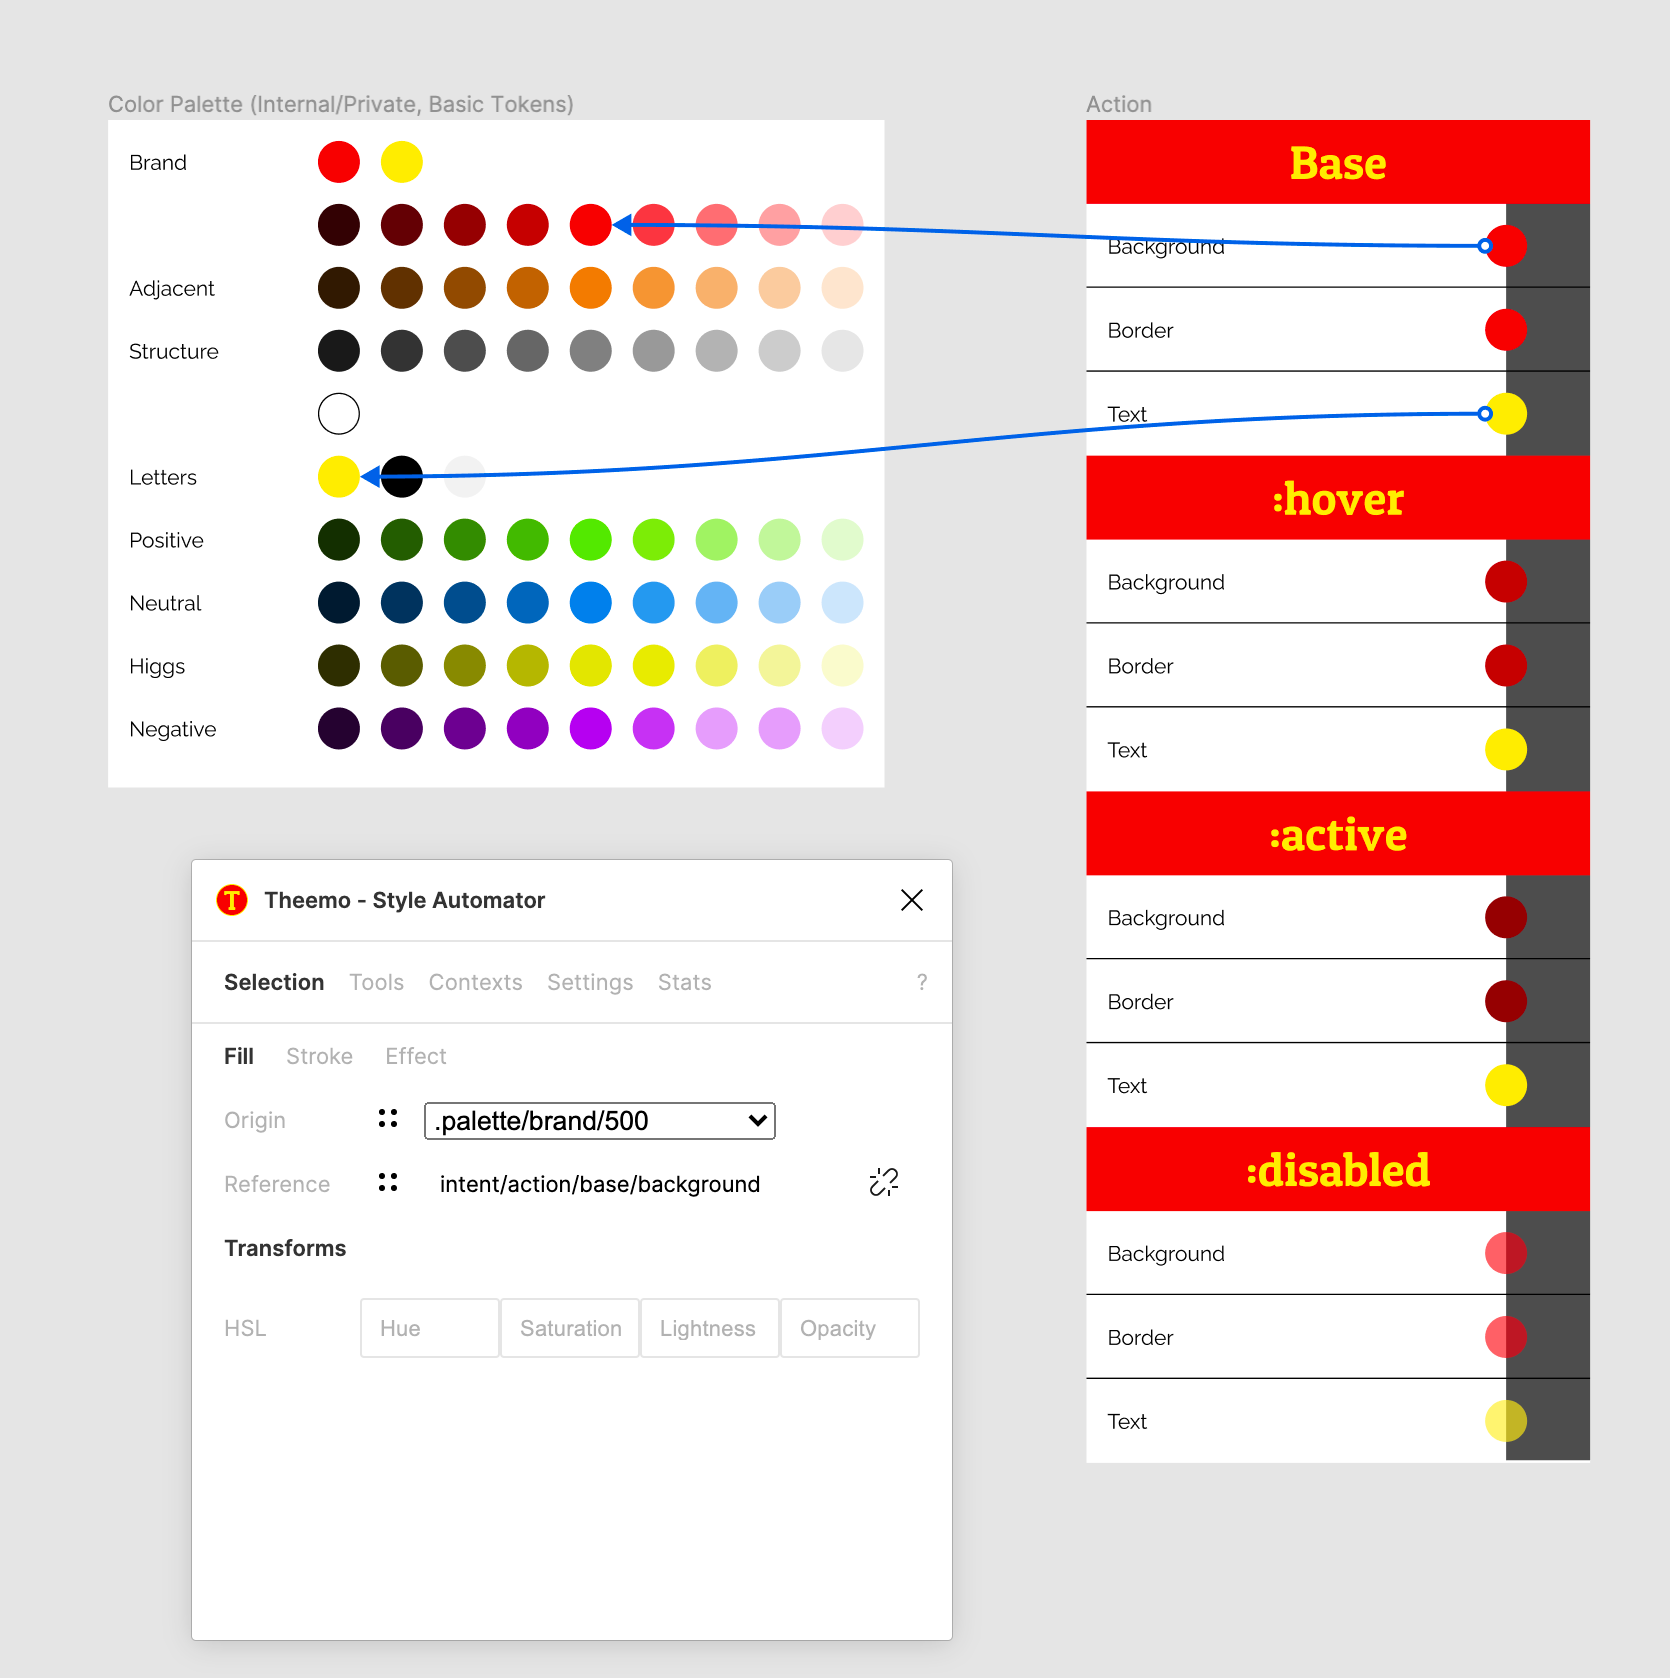 Color Palette (Internal/Private, Basic Tokens)
Brand
Adjacent
Structure
Letters
Positive
Neutral
Higgs
Negative
Action
Base
Background
Border
Text
:hover
Background
Border
Text
:active
Background
Border
Text
:disabled
Background
Border
Text
T Theemo - Style Automator
Selection Tools Contexts Settings Stats ?
Fill Stroke Effect
Origin .palette/brand/500
Reference intent/action/base/background
Transforms
HSL Hue Saturation Lightness Opacity